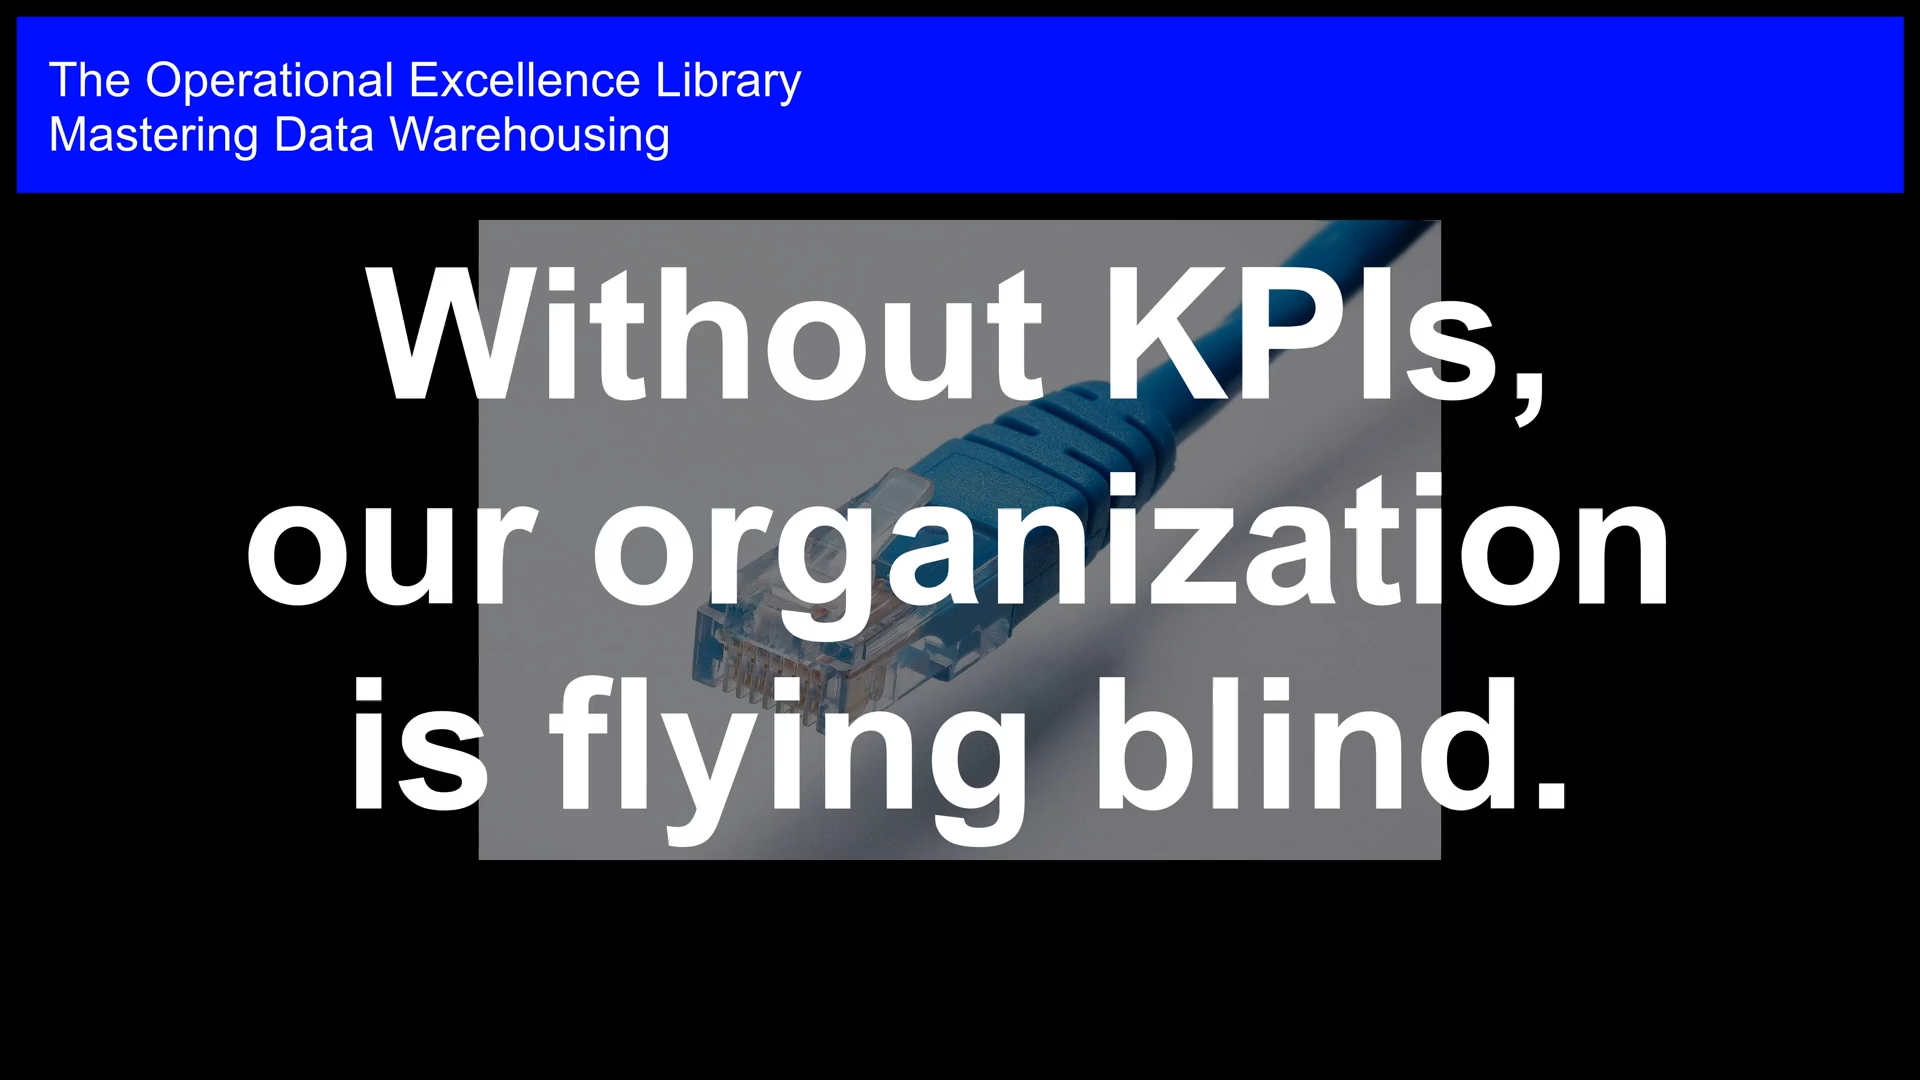 The Operational Excellence Library
Mastering Data Warehousing
Without KPIs,
our organization
is flying blind.